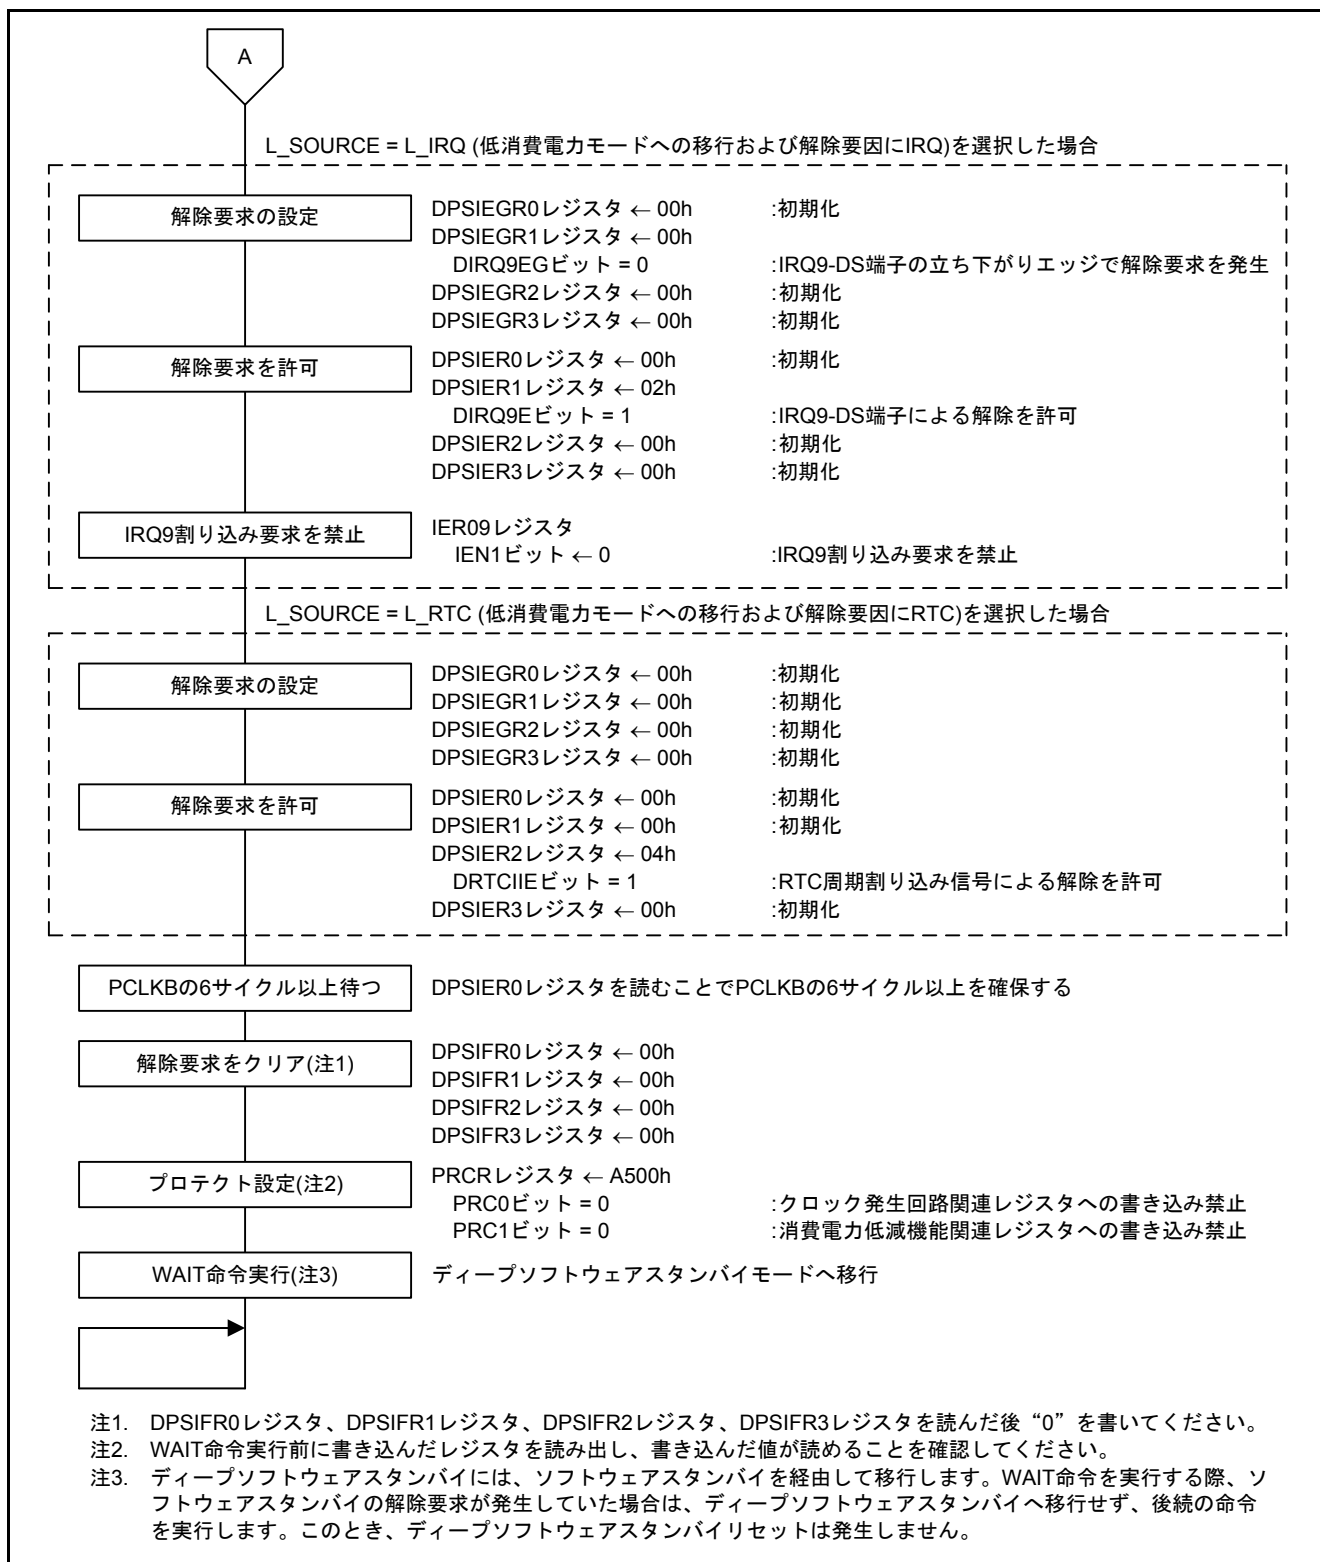 A
L_SOURCE = L_IRQ (低消費電力モードへの移行および解除要因にIRQ)を選択した場合
解除要求の設定
DPSIEGR0レジスタ ← 00h :初期化
DPSIEGR1レジスタ ← 00h
DIRQ9EGビット = 0 :IRQ9-DS端子の立ち下がりエッジで解除要求を発生
DPSIEGR2レジスタ ← 00h :初期化
DPSIEGR3レジスタ ← 00h :初期化
解除要求を許可
DPSIER0レジスタ ← 00h :初期化
DPSIER1レジスタ ← 02h
DIRQ9Eビット = 1 :IRQ9-DS端子による解除を許可
DPSIER2レジスタ ← 00h :初期化
DPSIER3レジスタ ← 00h :初期化
IRQ9割り込み要求を禁止
IER09レジスタ
IEN1ビット ← 0 :IRQ9割り込み要求を禁止
L_SOURCE = L_RTC (低消費電力モードへの移行および解除要因にRTC)を選択した場合
解除要求の設定
DPSIEGR0レジスタ ← 00h :初期化
DPSIEGR1レジスタ ← 00h :初期化
DPSIEGR2レジスタ ← 00h :初期化
DPSIEGR3レジスタ ← 00h :初期化
解除要求を許可
DPSIER0レジスタ ← 00h :初期化
DPSIER1レジスタ ← 00h :初期化
DPSIER2レジスタ ← 04h
DRTCIIEビット = 1 :RTC周期割り込み信号による解除を許可
DPSIER3レジスタ ← 00h :初期化
PCLKBの6サイクル以上待つ
DPSIER0レジスタを読むことでPCLKBの6サイクル以上を確保する
解除要求をクリア(注1)
DPSIFR0レジスタ ← 00h
DPSIFR1レジスタ ← 00h
DPSIFR2レジスタ ← 00h
DPSIFR3レジスタ ← 00h
プロテクト設定(注2)
PRCRレジスタ ← A500h
PRC0ビット = 0 :クロック発生回路関連レジスタへの書き込み禁止
PRC1ビット = 0 :消費電力低減機能関連レジスタへの書き込み禁止
WAIT命令実行(注3)
ディープソフトウェアスタンバイモードへ移行
注1. DPSIFR0レジスタ、DPSIFR1レジスタ、DPSIFR2レジスタ、DPSIFR3レジスタを読んだ後“0”を書いてください。
注2. WAIT命令実行前に書き込んだレジスタを読み出し、書き込んだ値が読めることを確認してください。
注3. ディープソフトウェアスタンバイには、ソフトウェアスタンバイを経由して移行します。WAIT命令を実行する際、ソ
フトウェアスタンバイの解除要求が発生していた場合は、ディープソフトウェアスタンバイへ移行せず、後続の命令
を実行します。このとき、ディープソフトウェアスタンバイリセットは発生しません。